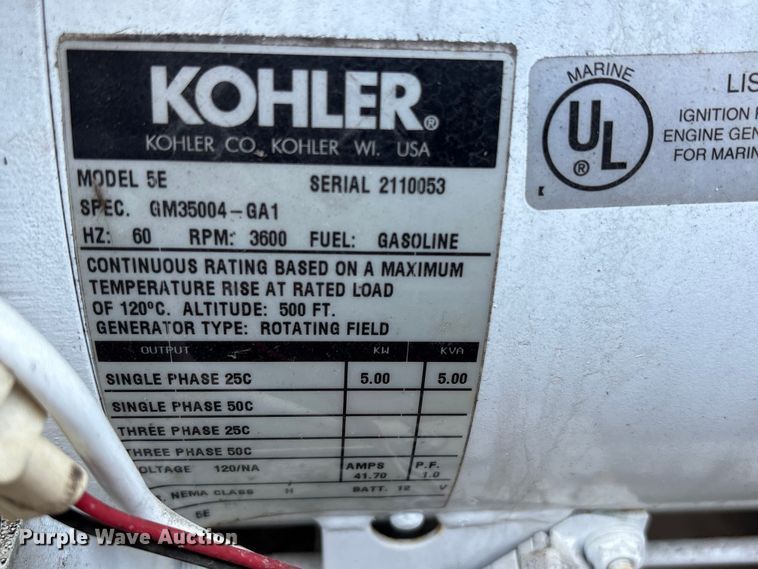 KOHLER®
KOHLER CO. KOHLER WI. USA
MODEL 5E SERIAL 2110053
SPEC. GM35004-GA1
HZ: 60 RPM: 3600 FUEL: GASOLINE
CONTINUOUS RATING BASED ON A MAXIMUM
TEMPERATURE RISE AT RATED LOAD
OF 120ºC. ALTITUDE: 500 FT.
GENERATOR TYPE: ROTATING FIELD
OUTPUT KW KVA
SINGLE PHASE 25C 5.00 5.00
SINGLE PHASE 50C
THREE PHASE 25C
THREE PHASE 50C
VOLTAGE 120/NA AMPS 41.70 P.F. 1.0
NEMA CLASS H BATT. 12 V
5E
MARINE
UL®
K
LIS
IGNITION
ENGINE GEN
FOR MARIN
Purple Wave Auction